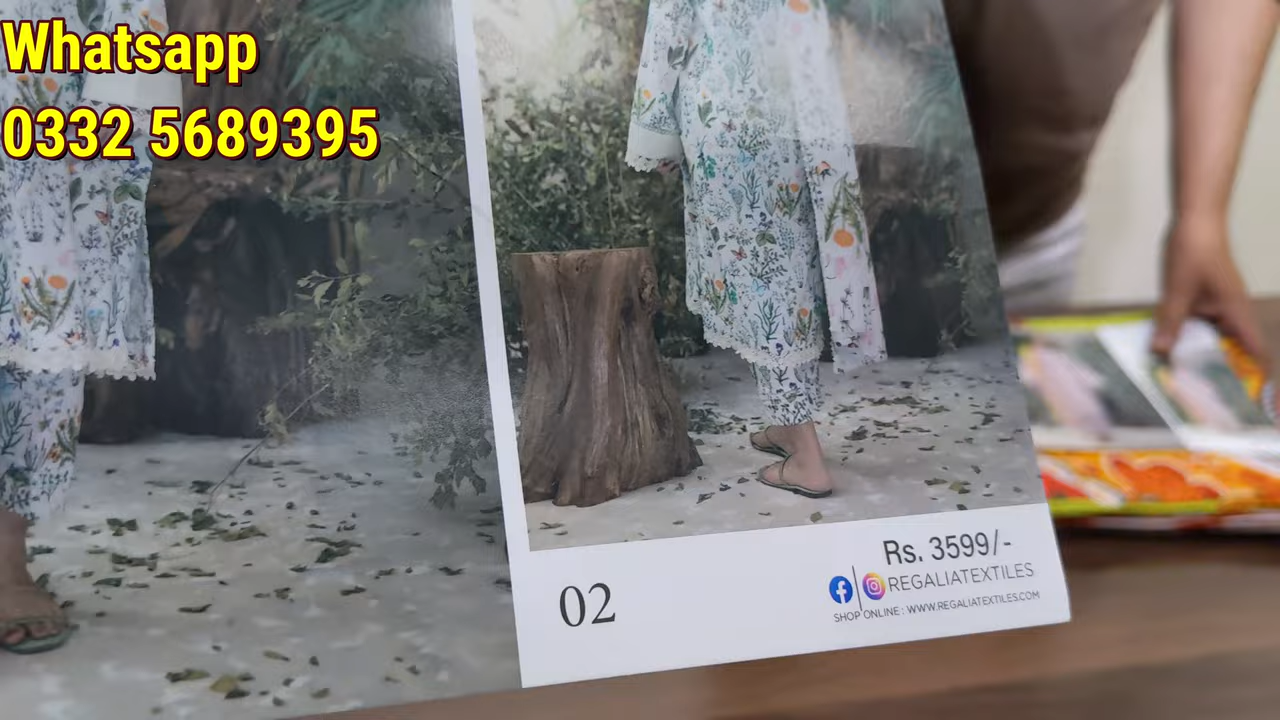 Whatsapp
0332 5689395
Rs. 3599/-
REGALIATEXTILES
SHOP ONLINE : WWW.REGALIATEXTILES.COM
02